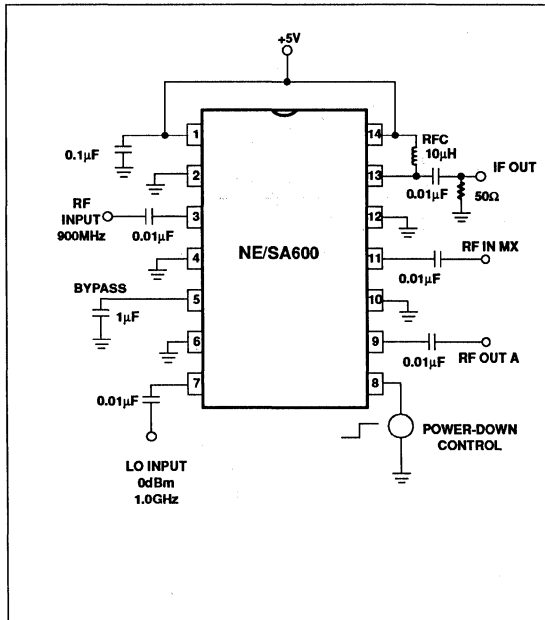 +5V
1
14
RFC
10μH
0.1μF
2
13
IF OUT
0.01μF
50Ω
RF
INPUT
900MHz
3
12
0.01μF
NE/SA600
4
11
RF IN MX
0.01μF
BYPASS
5
10
1μF
6
9
RF OUT A
0.01μF
7
8
0.01μF
POWER-DOWN
CONTROL
LO INPUT
0dBm
1.0GHz